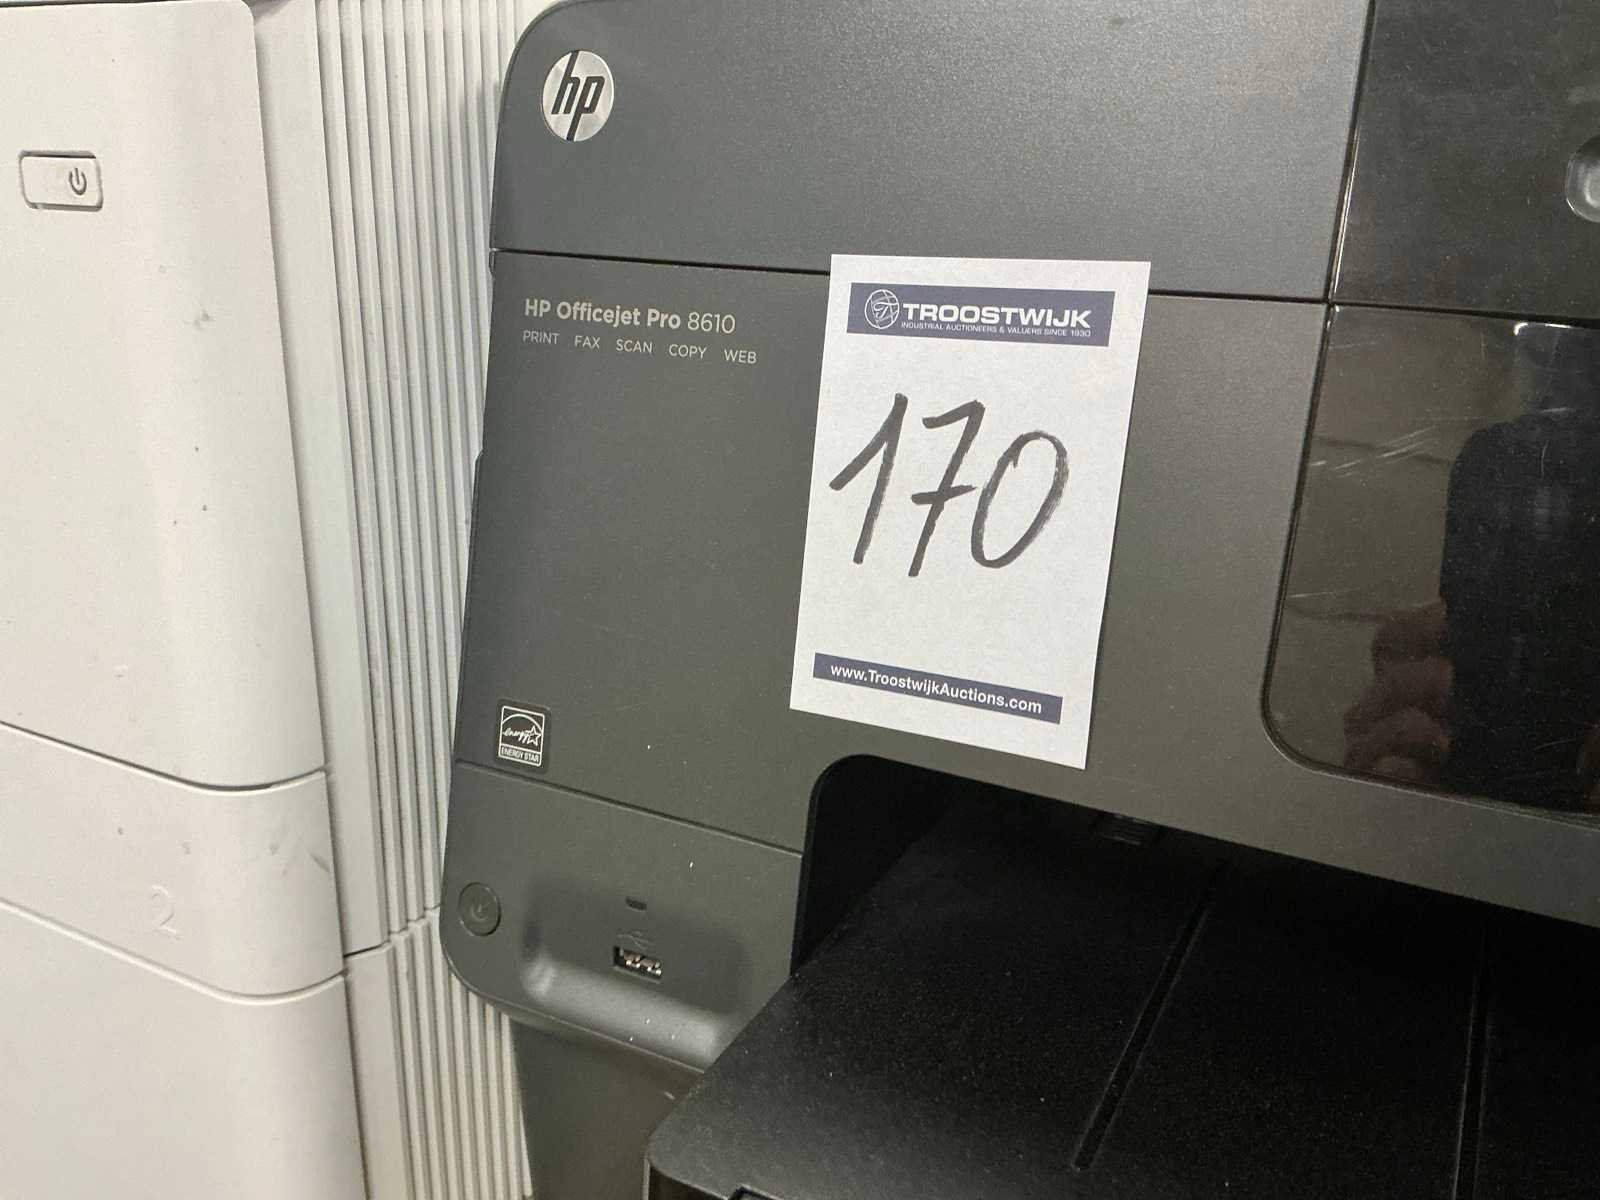 hp
HP Officejet Pro 8610
PRINT FAX SCAN COPY WEB
TROOSTWIJK
INDUSTRIAL AUCTIONEERS & VALUERS SINCE 1930
170
www.TroostwijkAuctions.com
energy
ENERGY STAR
2